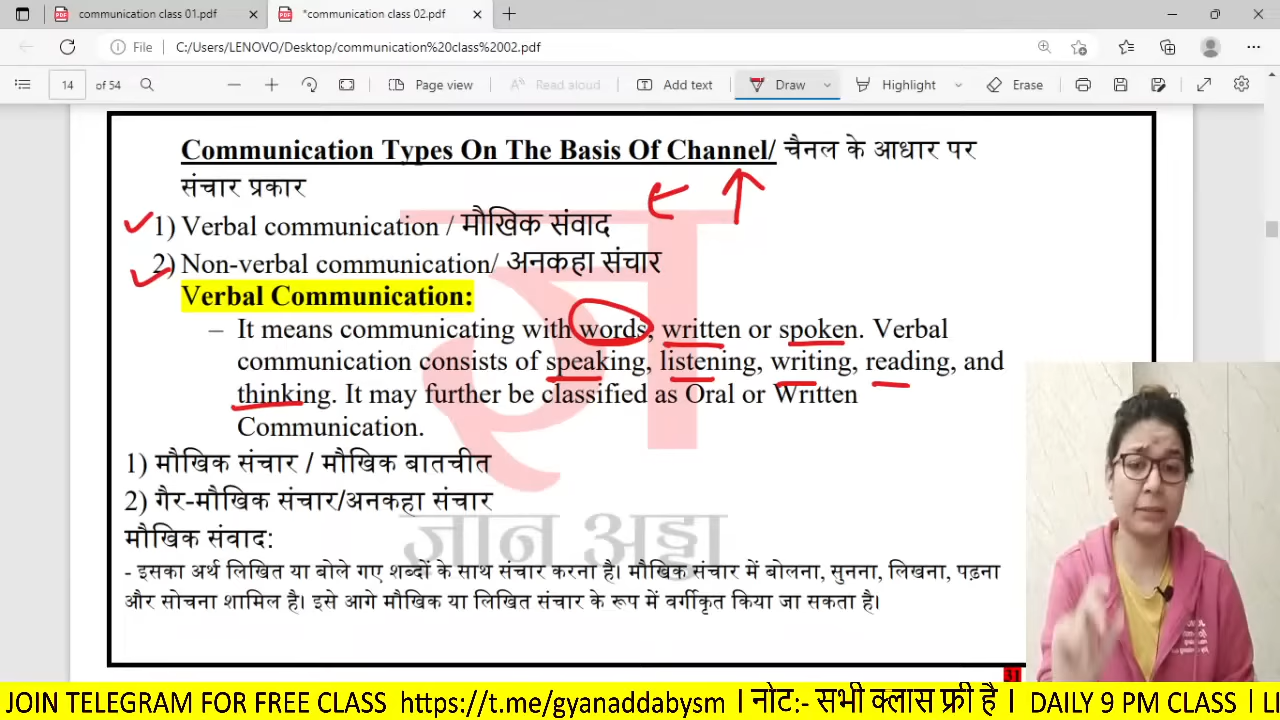 communication class 01.pdf
*communication class 02.pdf
File C:/Users/LENOVO/Desktop/communication%20class%2002.pdf
14 of 54 Page view Read aloud Add text Draw Highlight Erase
Communication Types On The Basis Of Channel/ चैनल के आधार पर
संचार प्रकार
1) Verbal communication / मौखिक संवाद
2) Non-verbal communication/ अनकहा संचार
Verbal Communication:
– It means communicating with words, written or spoken. Verbal
communication consists of speaking, listening, writing, reading, and
thinking. It may further be classified as Oral or Written
Communication.
1) मौखिक संचार / मौखिक बातचीत
2) गैर-मौखिक संचार/अनकहा संचार
मौखिक संवाद:
- इसका अर्थ लिखित या बोले गए शब्दों के साथ संचार करना है। मौखिक संचार में बोलना, सुनना, लिखना, पढ़ना
और सोचना शामिल है। इसे आगे मौखिक या लिखित संचार के रूप में वर्गीकृत किया जा सकता है।
ज्ञान अड्डा
31
JOIN TELEGRAM FOR FREE CLASS https://t.me/gyanaddabysm । नोट:- सभी क्लास फ्री है । DAILY 9 PM CLASS । LI